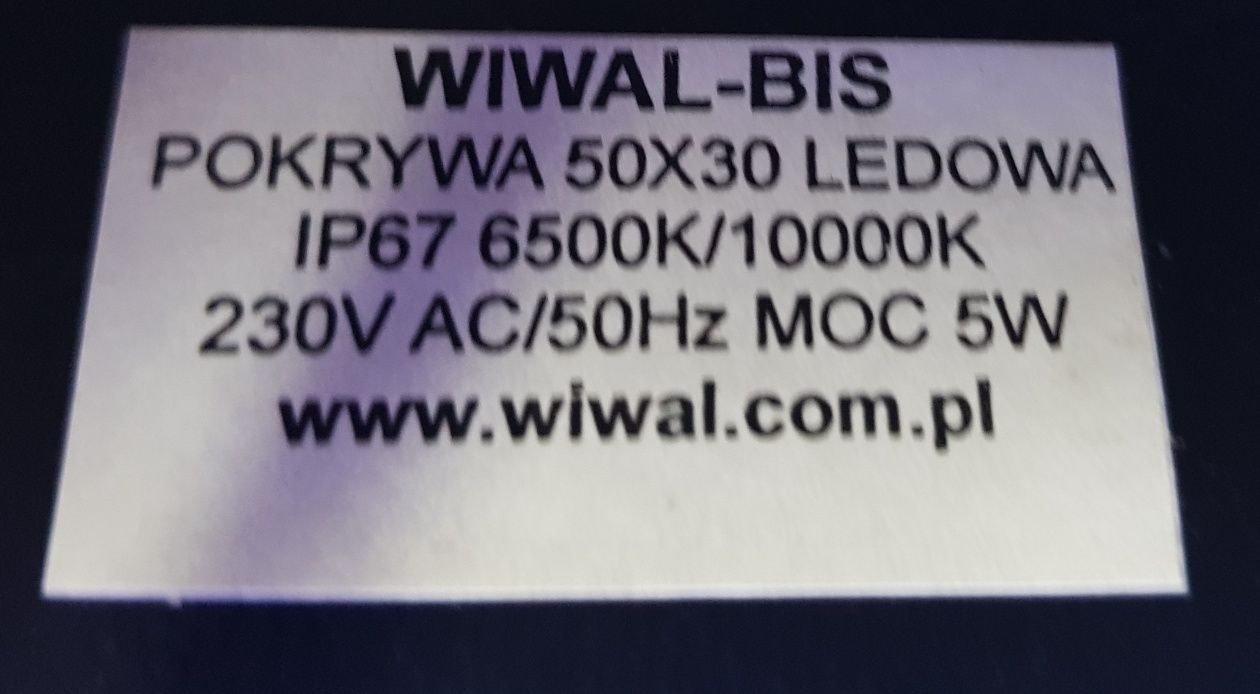 WIWAL-BIS
POKRYWA 50X30 LEDOWA
IP67 6500K/10000K
230V AC/50Hz MOC 5W
www.wiwal.com.pl